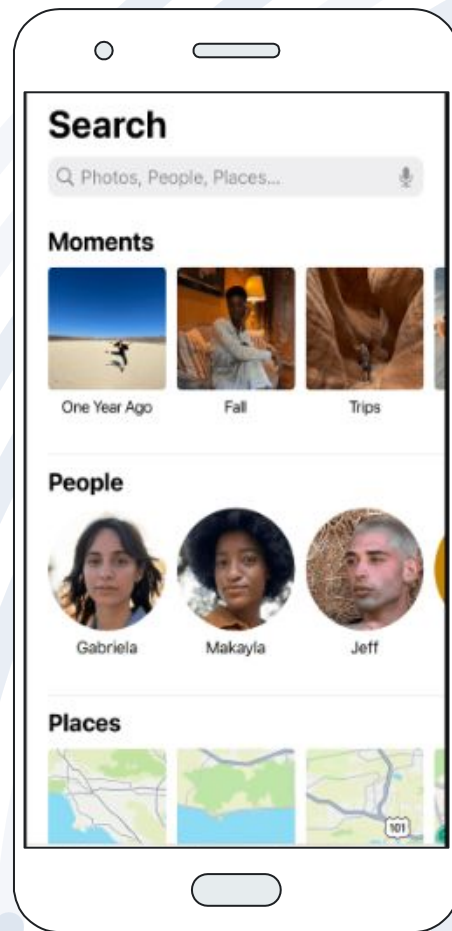 Search
Photos, People, Places...
Moments
One Year Ago Fall Trips
People
Gabriela Makayla Jeff
Places
101